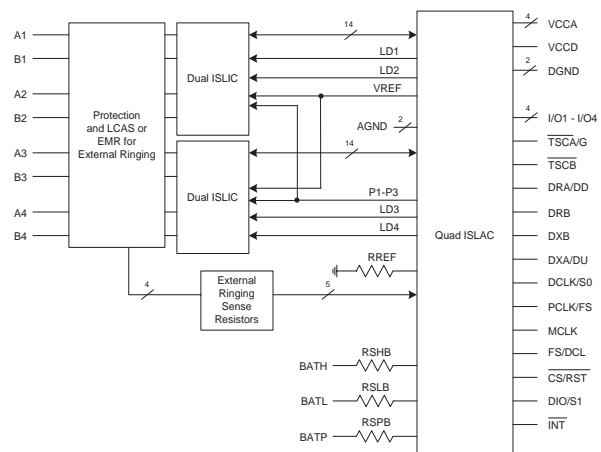 A1
B1
A2
B2
A3
B3
A4
B4
Protection
and LCAS or
EMR for
External Ringing
Dual ISLIC
Dual ISLIC
14
LD1
LD2
VREF
AGND
2
14
P1-P3
LD3
LD4
RREF
4
External
Ringing
Sense
Resistors
5
BATH
RSHB
BATL
RSLB
BATP
RSPB
Quad ISLAC
4
VCCA
VCCD
2
DGND
4
I/O1 - I/O4
TSCA/G
TSCB
DRA/DD
DRB
DXB
DXA/DU
DCLK/S0
PCLK/FS
MCLK
FS/DCL
CS/RST
DIO/S1
INT